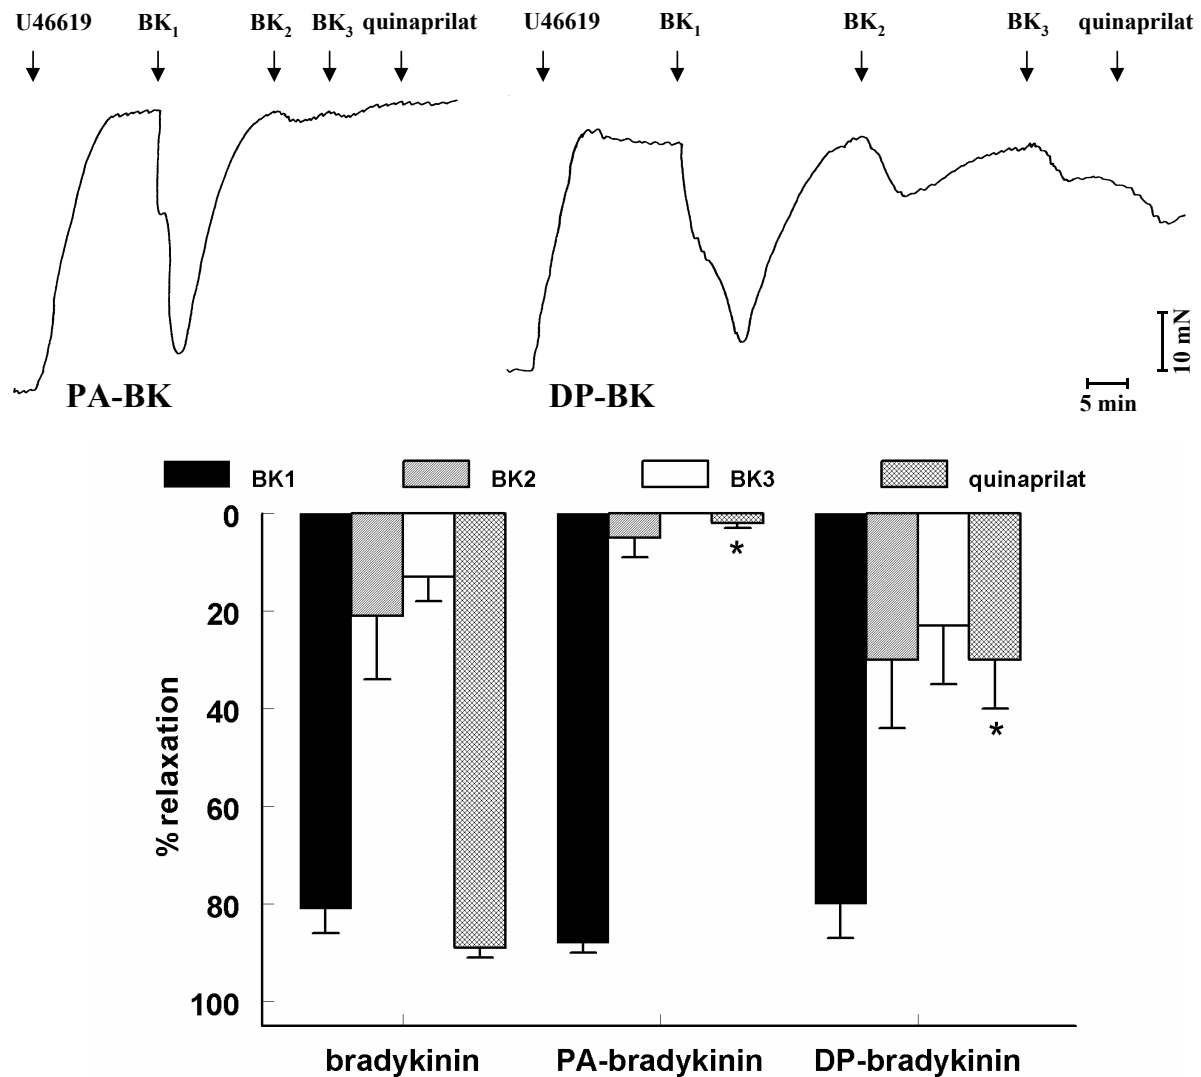 U46619 BK1 BK2 BK3 quinaprilat U46619 BK1 BK2 BK3 quinaprilat
10 mN
PA-BK DP-BK
5 min
BK1 BK2 BK3 quinaprilat
0
20
40
60
80
100
% relaxation
*
*
bradykinin PA-bradykinin DP-bradykinin